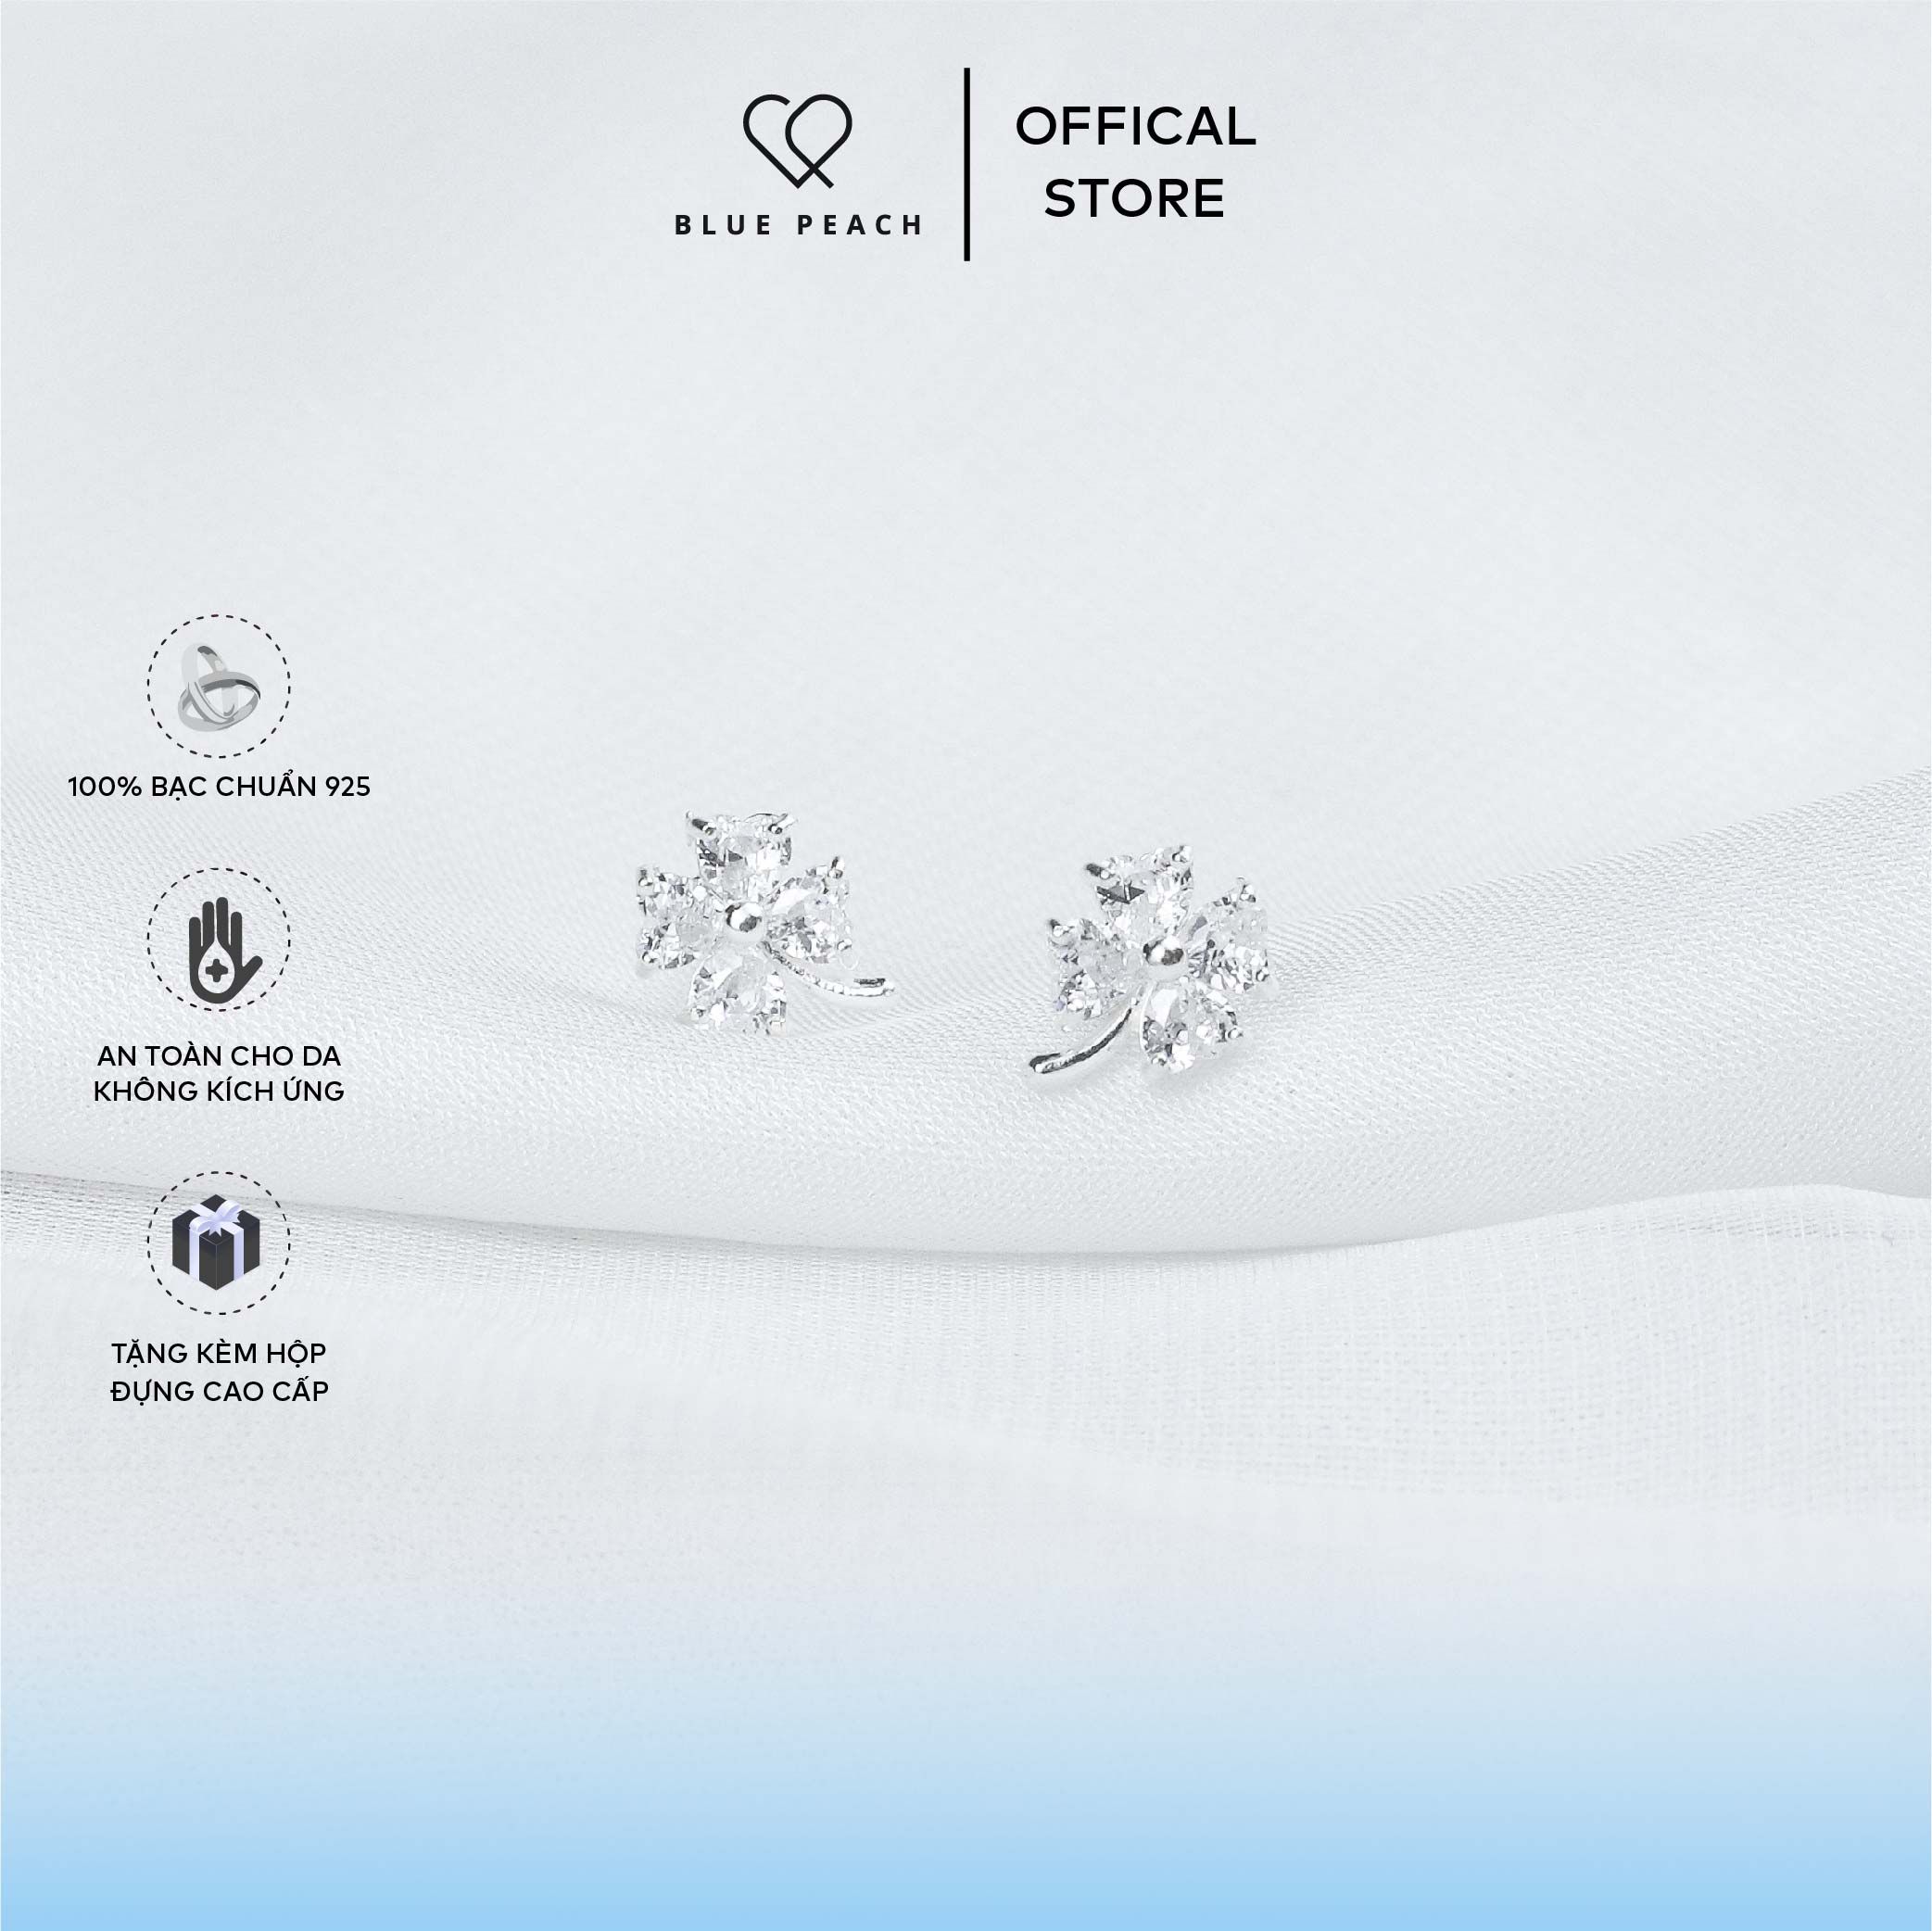 BLUE PEACH
OFFICAL
STORE
100% BẠC CHUẨN 925
AN TOÀN CHO DA
KHÔNG KÍCH ỨNG
TẶNG KÈM HỘP
ĐỰNG CAO CẤP